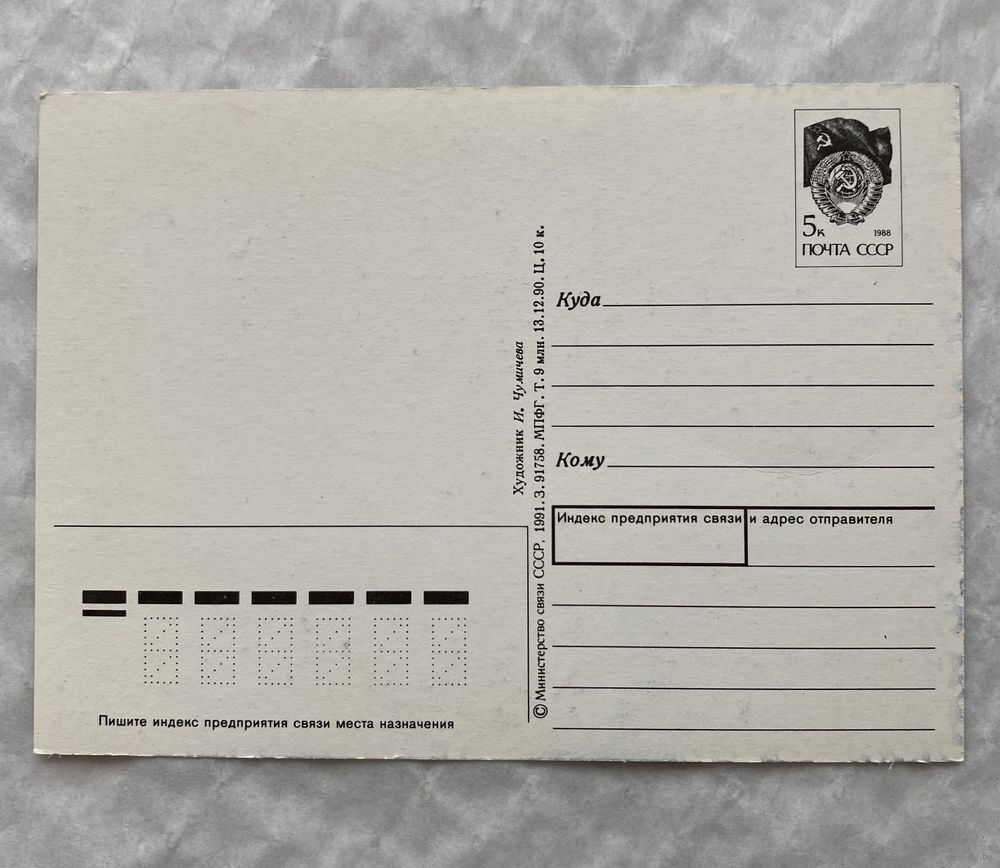 5к 1988
ПОЧТА СССР
Куда
Кому
Индекс предприятия связи и адрес отправителя
Художник И. Чумичева
© Министерство связи СССР, 1991. З. 91758. МПФГ. Т. 9 млн. 13.12.90. Ц. 10 к.
Пишите индекс предприятия связи места назначения